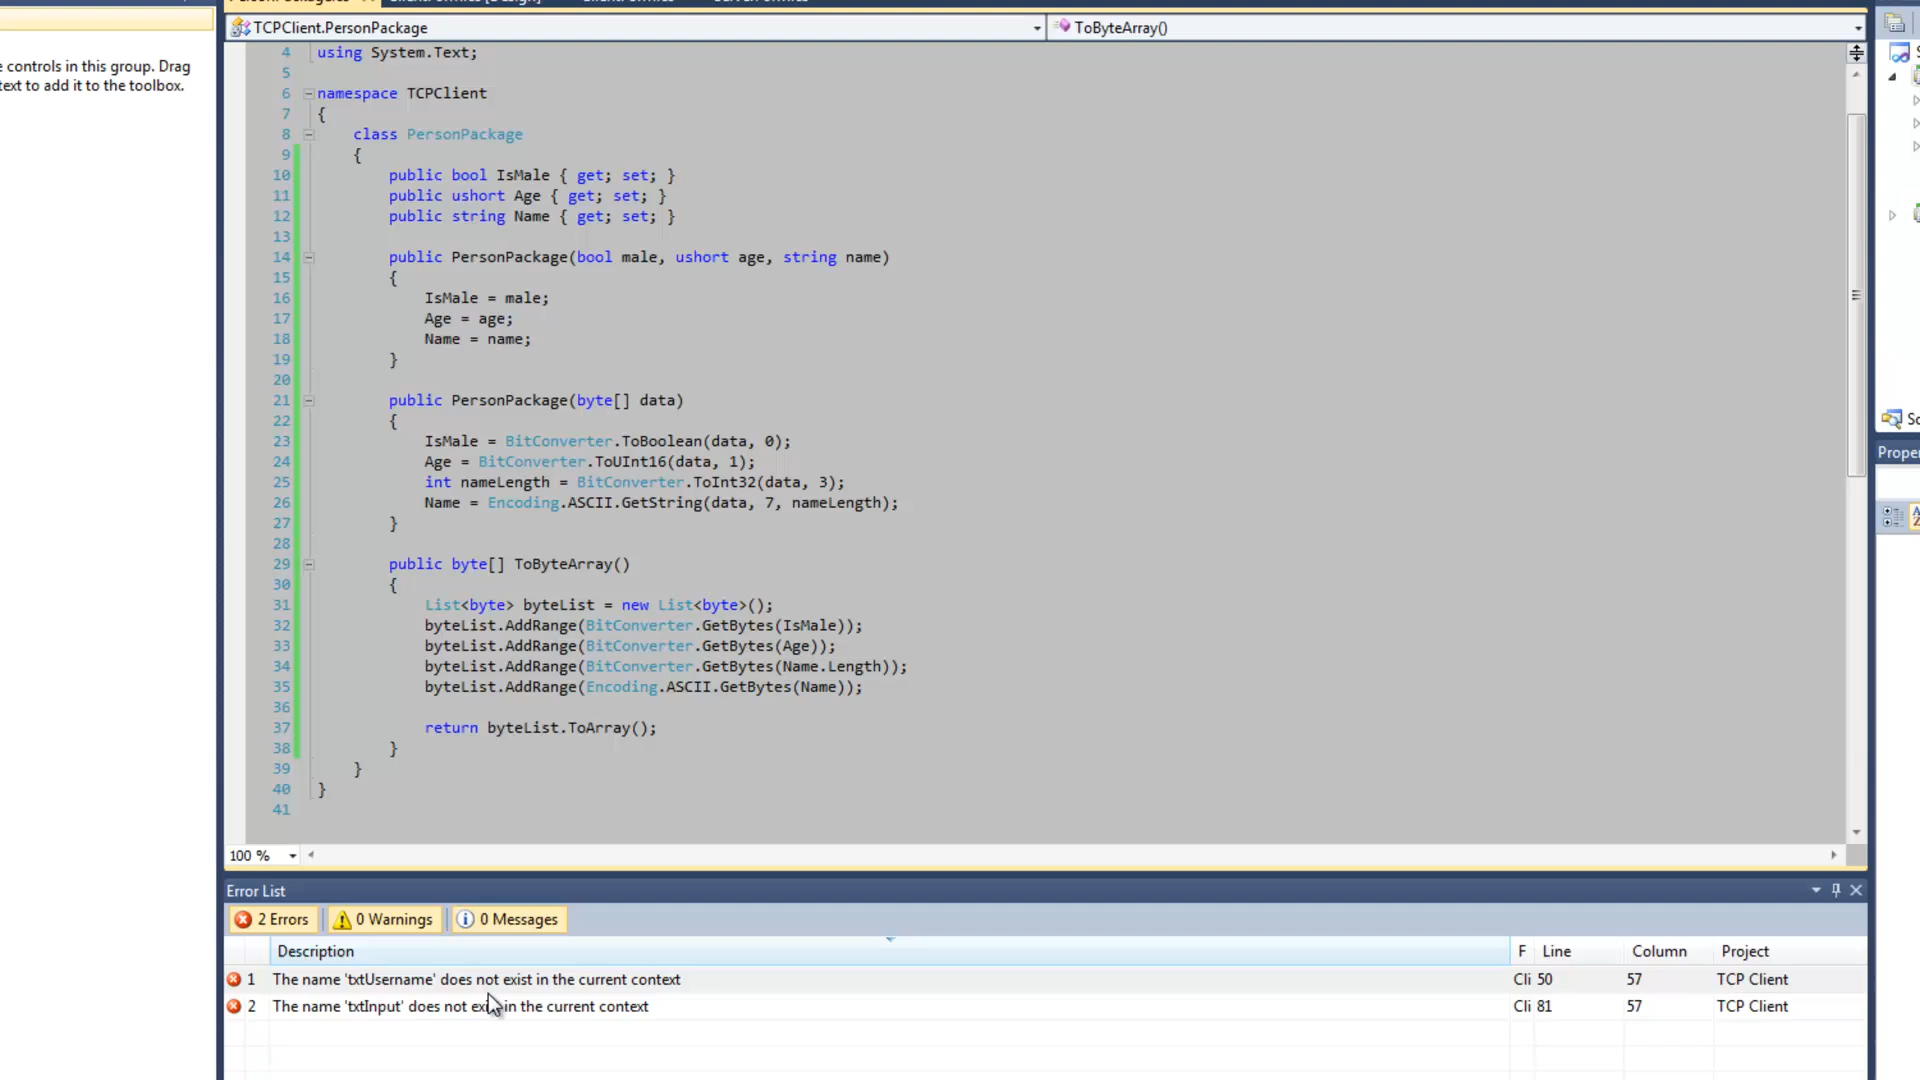 e controls in this group. Drag
ext to add it to the toolbox.
TCPClient.PersonPackage
ToByteArray()
4 using System.Text;
5
6 namespace TCPClient
7 {
8 class PersonPackage
9 {
10 public bool IsMale { get; set; }
11 public ushort Age { get; set; }
12 public string Name { get; set; }
13
14 public PersonPackage(bool male, ushort age, string name)
15 {
16 IsMale = male;
17 Age = age;
18 Name = name;
19 }
20
21 public PersonPackage(byte[] data)
22 {
23 IsMale = BitConverter.ToBoolean(data, 0);
24 Age = BitConverter.ToUInt16(data, 1);
25 int nameLength = BitConverter.ToInt32(data, 3);
26 Name = Encoding.ASCII.GetString(data, 7, nameLength);
27 }
28
29 public byte[] ToByteArray()
30 {
31 List<byte> byteList = new List<byte>();
32 byteList.AddRange(BitConverter.GetBytes(IsMale));
33 byteList.AddRange(BitConverter.GetBytes(Age));
34 byteList.AddRange(BitConverter.GetBytes(Name.Length));
35 byteList.AddRange(Encoding.ASCII.GetBytes(Name));
36
37 return byteList.ToArray();
38 }
39 }
40 }
41
100 %
So
Proper
Error List
2 Errors 0 Warnings 0 Messages
Description F Line Column Project
1 The name 'txtUsername' does not exist in the current context Cli 50 57 TCP Client
2 The name 'txtInput' does not exist in the current context Cli 81 57 TCP Client